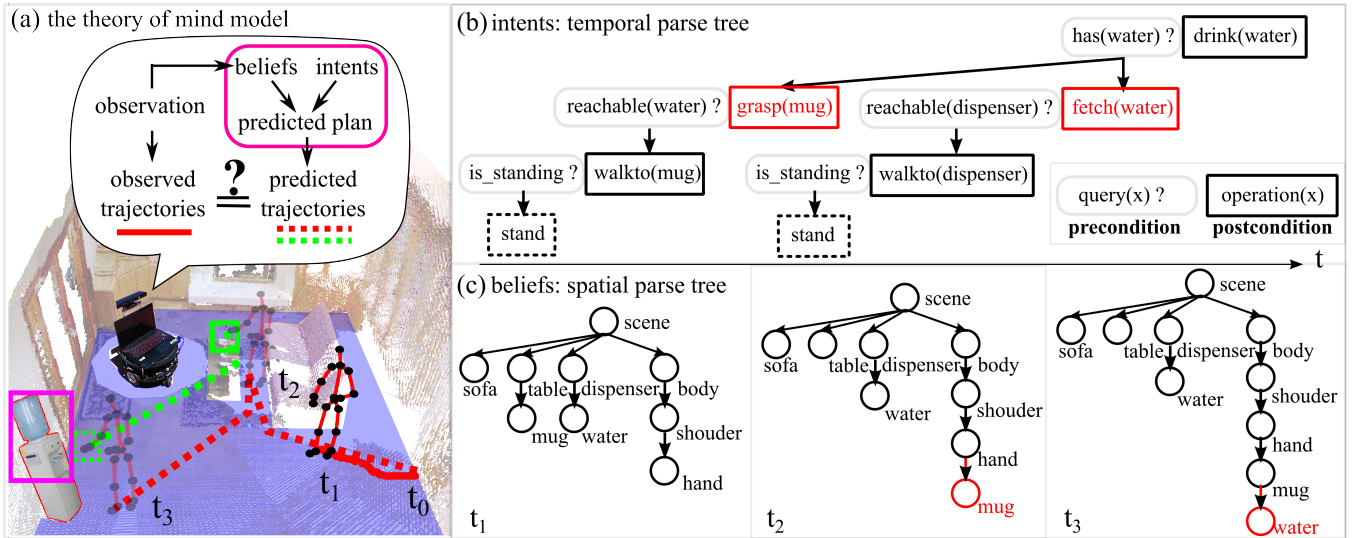 (a) the theory of mind model
beliefs intents
observation
predicted plan
?
observed predicted
trajectories = trajectories
t₂
t₁
t₀
t₃
(b) intents: temporal parse tree
has(water) ? drink(water)
reachable(water) ? grasp(mug) reachable(dispenser) ? fetch(water)
is_standing ? walkto(mug) is_standing ? walkto(dispenser)
stand stand
query(x) ? operation(x)
precondition postcondition
t
(c) beliefs: spatial parse tree
scene
sofa table dispenser body
mug water shouder
hand
t₁
scene
sofa table dispenser body
water shouder
hand
mug
t₂
scene
sofa table dispenser body
water shouder
hand
mug
water
t₃